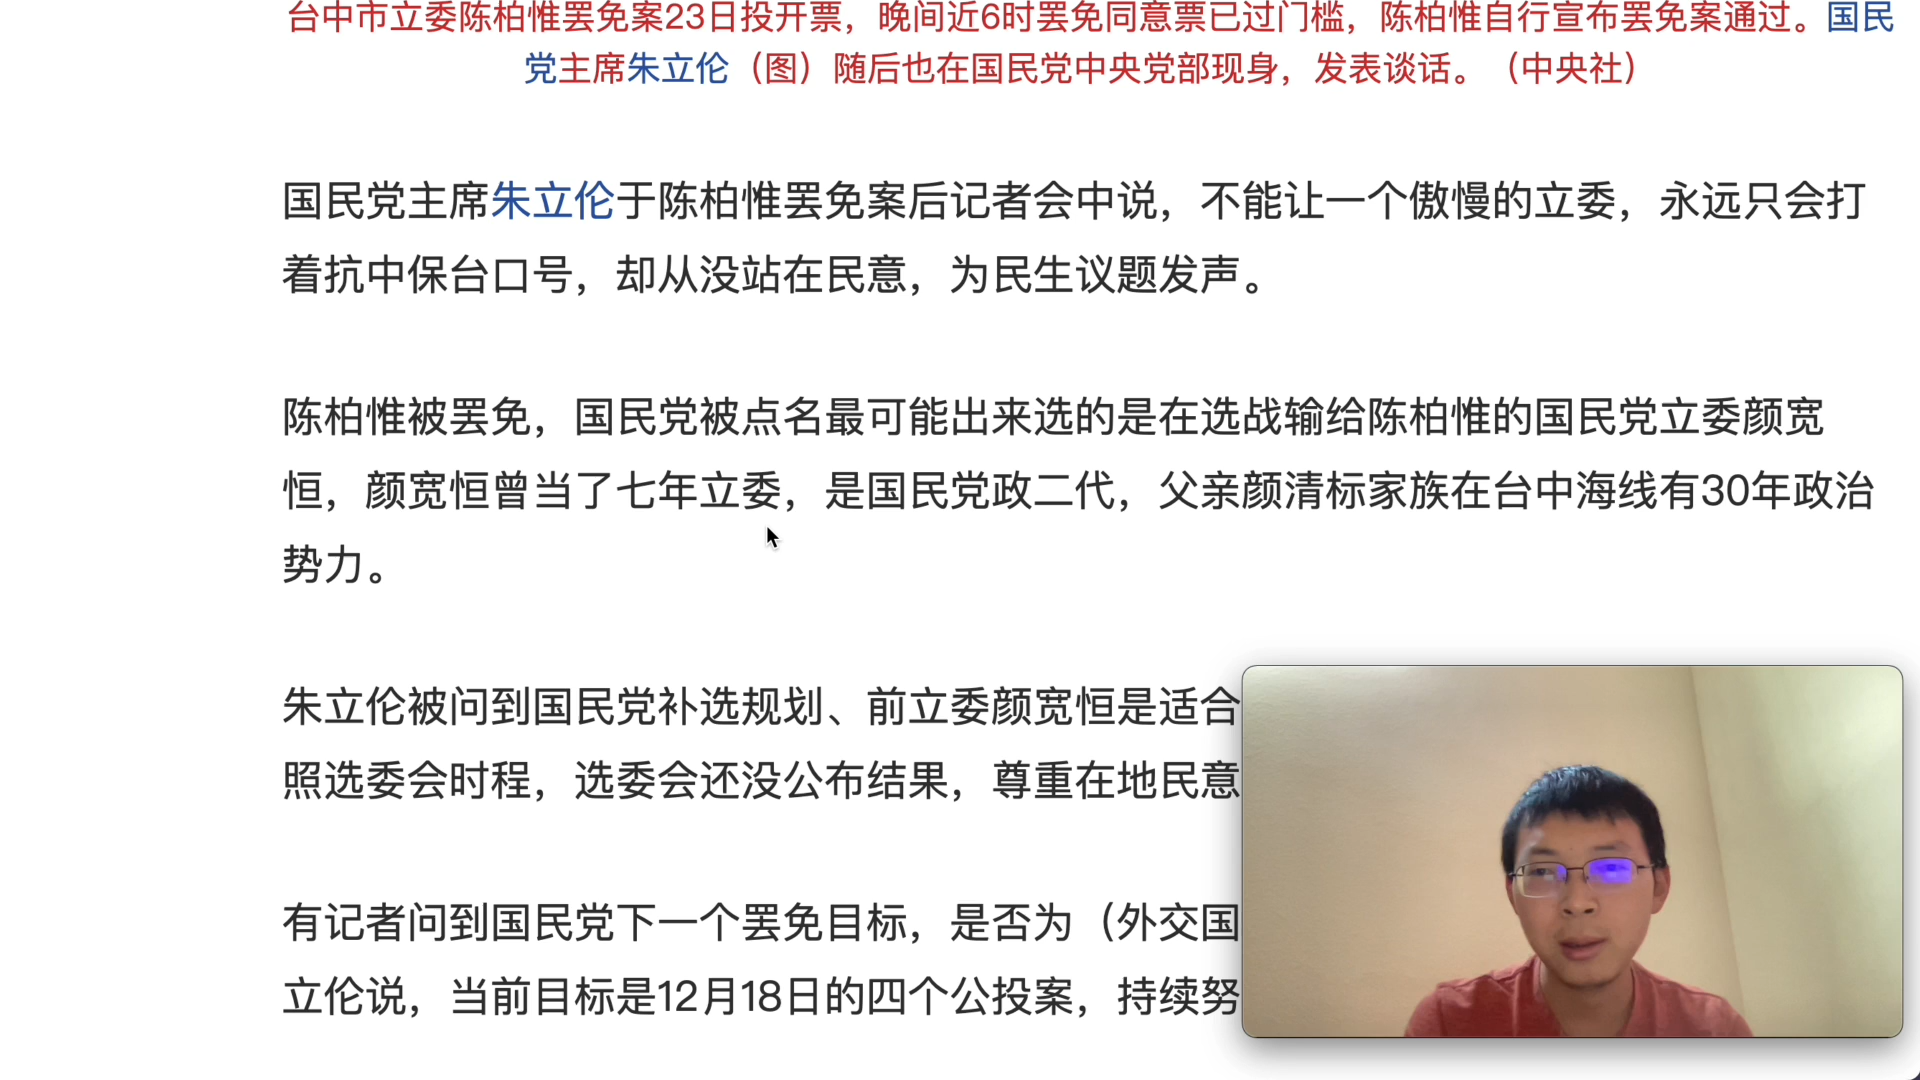 台中市立委陈柏惟罢免案23日投开票，晚间近6时罢免同意票已过门槛，陈柏惟自行宣布罢免案通过。国民
党主席朱立伦（图）随后也在国民党中央党部现身，发表谈话。（中央社）
国民党主席朱立伦于陈柏惟罢免案后记者会中说，不能让一个傲慢的立委，永远只会打
着抗中保台口号，却从没站在民意，为民生议题发声。
陈柏惟被罢免，国民党被点名最可能出来选的是在选战输给陈柏惟的国民党立委颜宽
恒，颜宽恒曾当了七年立委，是国民党政二代，父亲颜清标家族在台中海线有30年政治
势力。
朱立伦被问到国民党补选规划、前立委颜宽恒是适合
照选委会时程，选委会还没公布结果，尊重在地民意
有记者问到国民党下一个罢免目标，是否为（外交国
立伦说，当前目标是12月18日的四个公投案，持续努